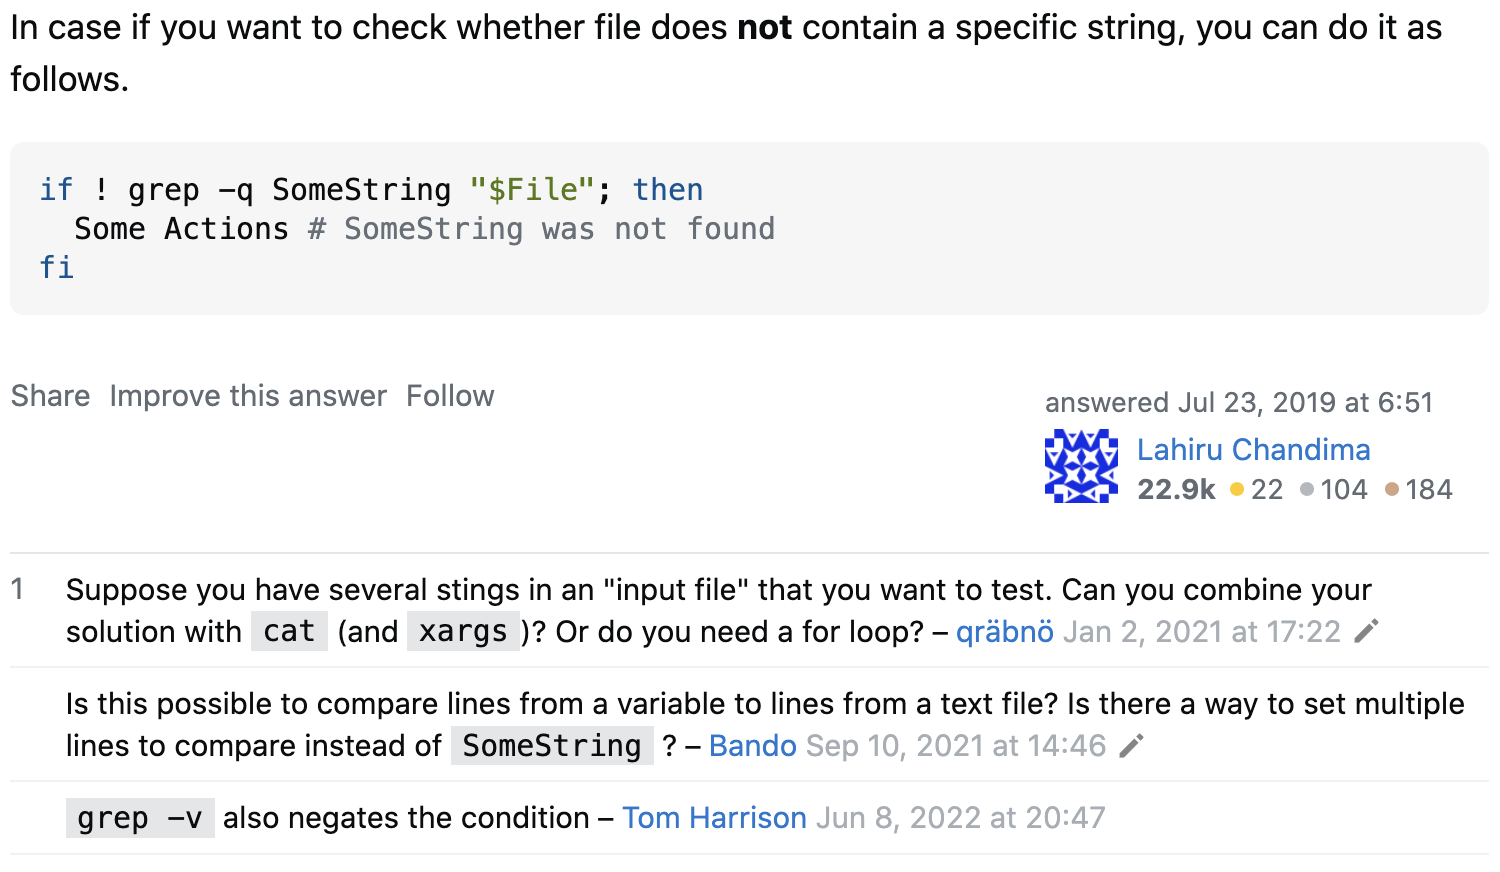 In case if you want to check whether file does not contain a specific string, you can do it as
follows.
if ! grep -q SomeString "$File"; then
  Some Actions # SomeString was not found
fi
Share Improve this answer Follow
answered Jul 23, 2019 at 6:51
Lahiru Chandima
22.9k 22 104 184
1 Suppose you have several stings in an "input file" that you want to test. Can you combine your
solution with cat (and xargs )? Or do you need a for loop? – qräbnö Jan 2, 2021 at 17:22
Is this possible to compare lines from a variable to lines from a text file? Is there a way to set multiple
lines to compare instead of SomeString ? – Bando Sep 10, 2021 at 14:46
grep -v also negates the condition – Tom Harrison Jun 8, 2022 at 20:47